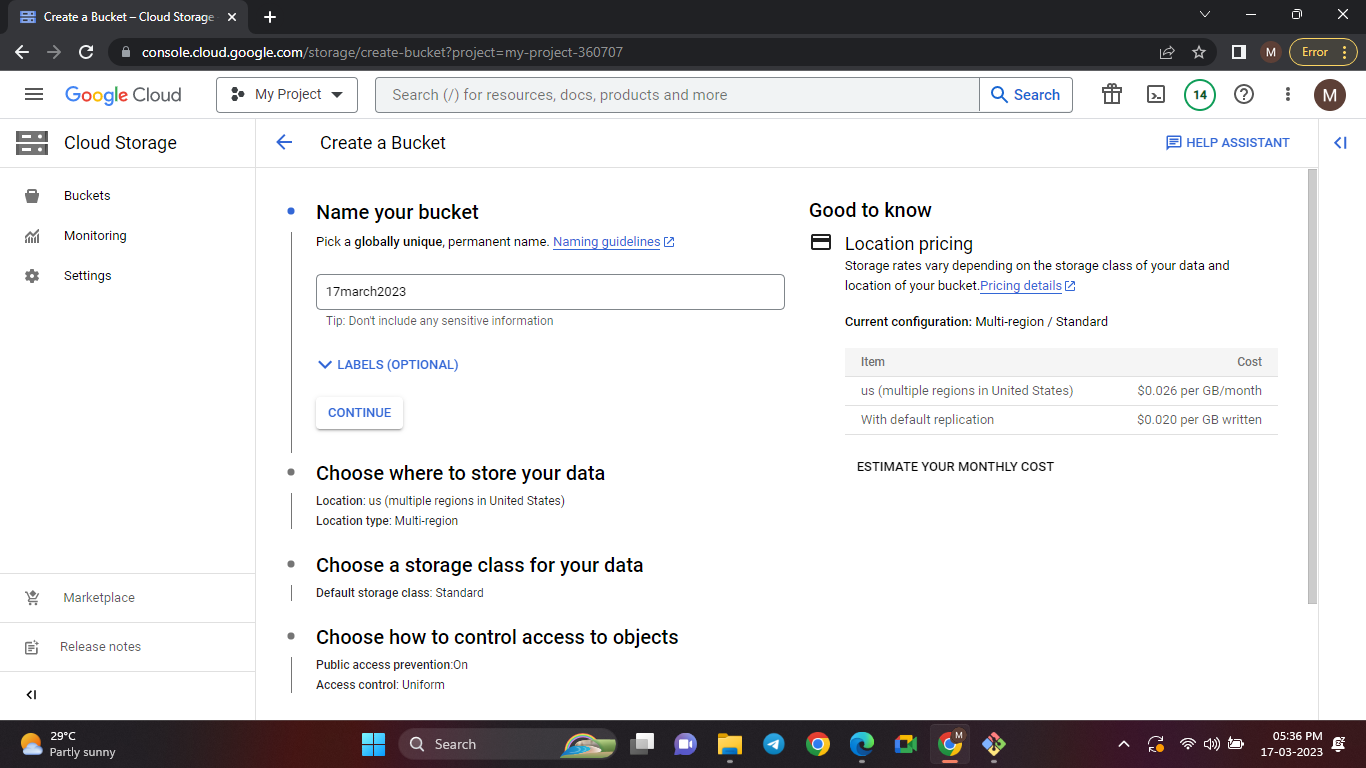 Create a Bucket – Cloud Storage
console.cloud.google.com/storage/create-bucket?project=my-project-360707
M
Error
Google Cloud
My Project
Search (/) for resources, docs, products and more
Search
14
M
Cloud Storage
Create a Bucket
HELP ASSISTANT
Buckets
Monitoring
Settings
Marketplace
Release notes
Name your bucket
Pick a globally unique, permanent name. Naming guidelines
17march2023
Tip: Don't include any sensitive information
LABELS (OPTIONAL)
CONTINUE
Choose where to store your data
Location: us (multiple regions in United States)
Location type: Multi-region
Choose a storage class for your data
Default storage class: Standard
Choose how to control access to objects
Public access prevention:On
Access control: Uniform
Good to know
Location pricing
Storage rates vary depending on the storage class of your data and
location of your bucket.Pricing details
Current configuration: Multi-region / Standard
Item Cost
us (multiple regions in United States) $0.026 per GB/month
With default replication $0.020 per GB written
ESTIMATE YOUR MONTHLY COST
29°C
Partly sunny
Search
M
05:36 PM
17-03-2023